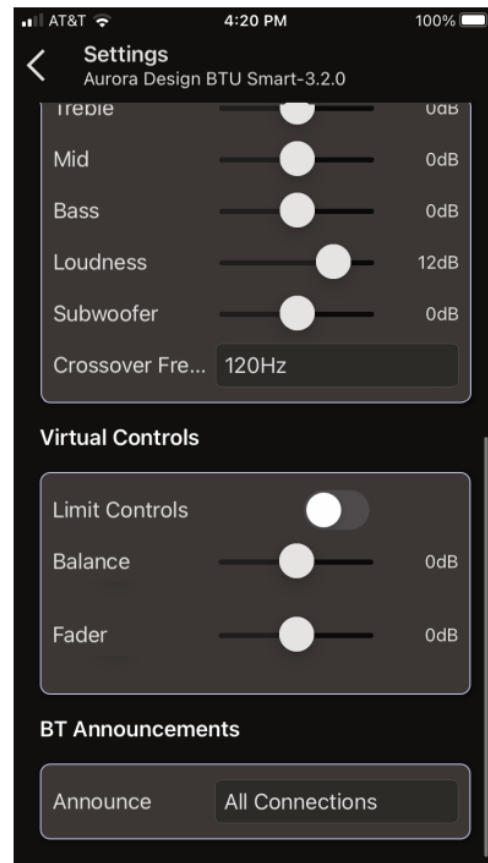 AT&T 4:20 PM 100%
Settings
Aurora Design BTU Smart-3.2.0
Treble 0dB
Mid 0dB
Bass 0dB
Loudness 12dB
Subwoofer 0dB
Crossover Fre... 120Hz
Virtual Controls
Limit Controls
Balance 0dB
Fader 0dB
BT Announcements
Announce All Connections